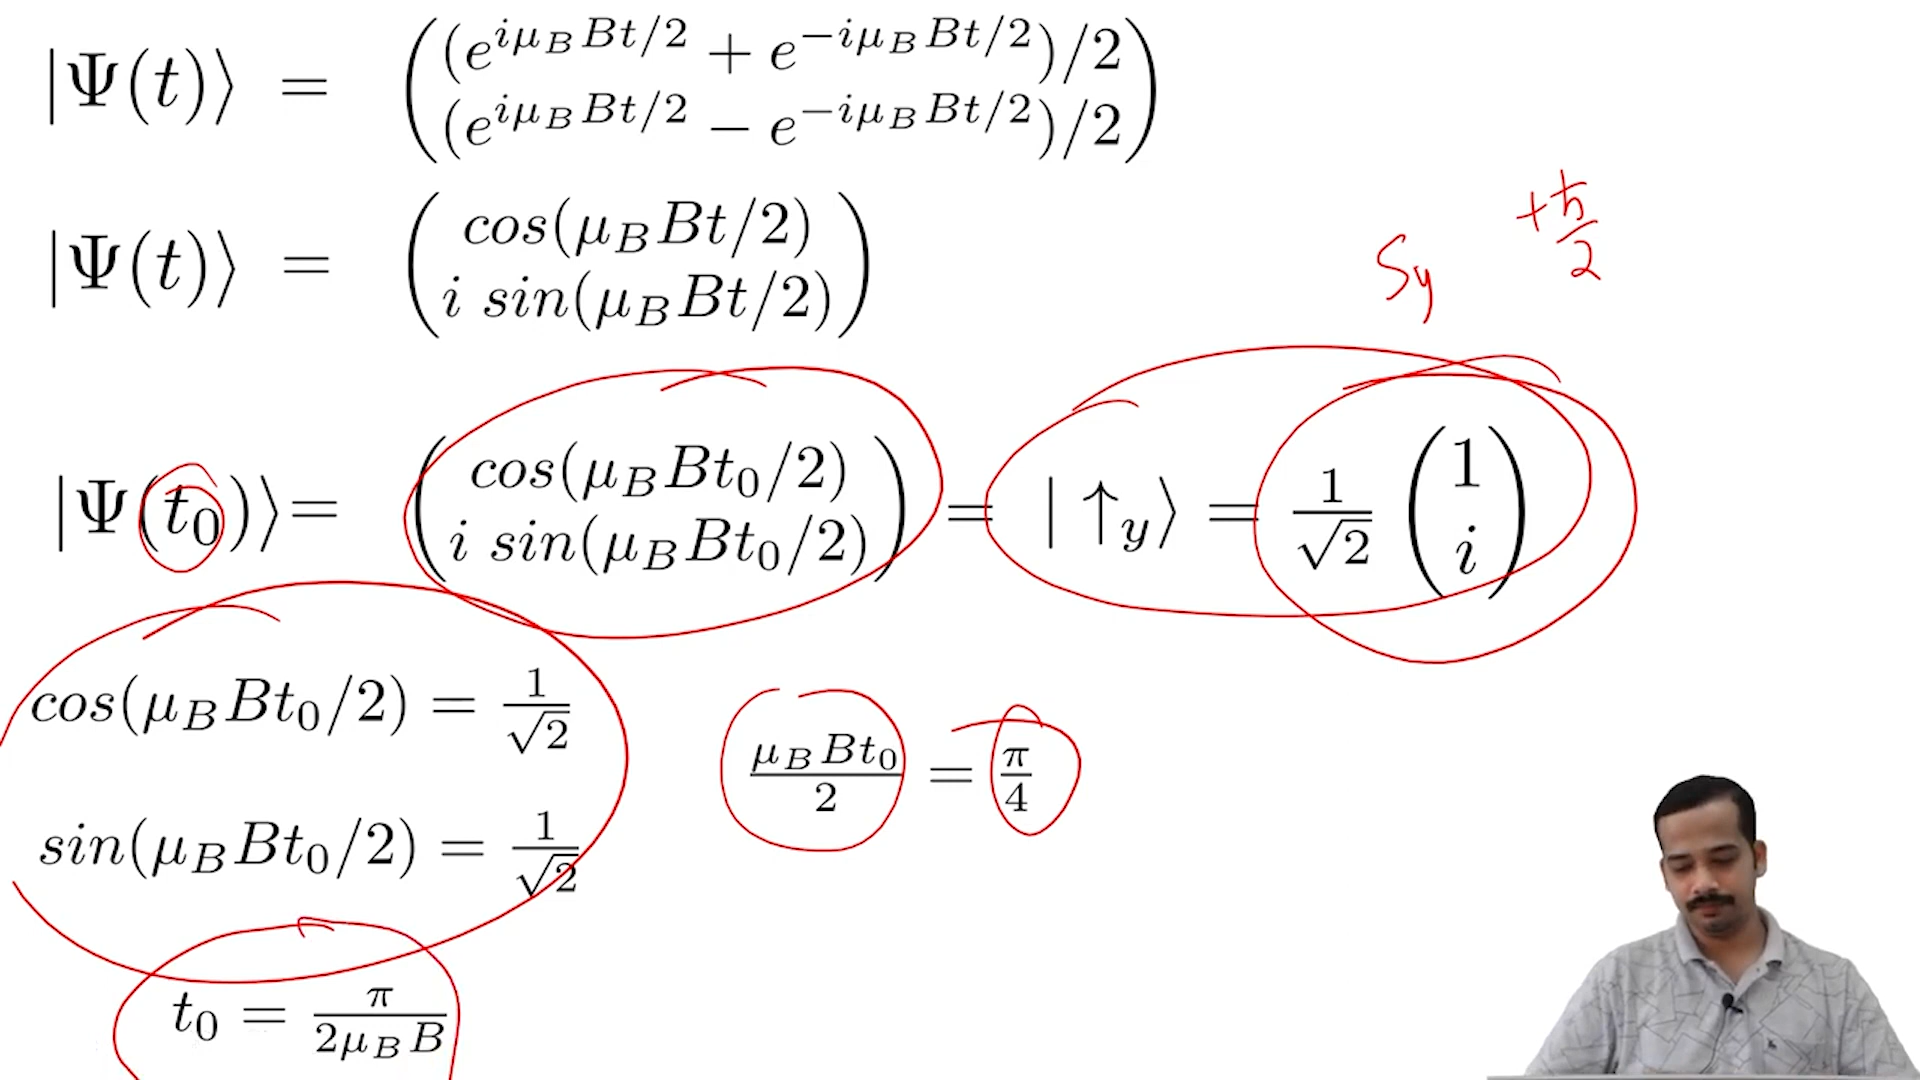 |Ψ(t)⟩ = ( (e^{iμ_B Bt/2} + e^{-iμ_B Bt/2})/2
(e^{iμ_B Bt/2} − e^{-iμ_B Bt/2})/2 )
+ħ/2
|Ψ(t)⟩ = ( cos(μ_B Bt/2)
i sin(μ_B Bt/2) )
Sy
|Ψ(t_0)⟩= ( cos(μ_B Bt_0/2)
i sin(μ_B Bt_0/2) ) = |↑_y⟩ = 1/√2 ( 1
i )
cos(μ_B Bt_0/2) = 1/√2
μ_B Bt_0/2 = π/4
sin(μ_B Bt_0/2) = 1/√2
t_0 = π/2μ_B B